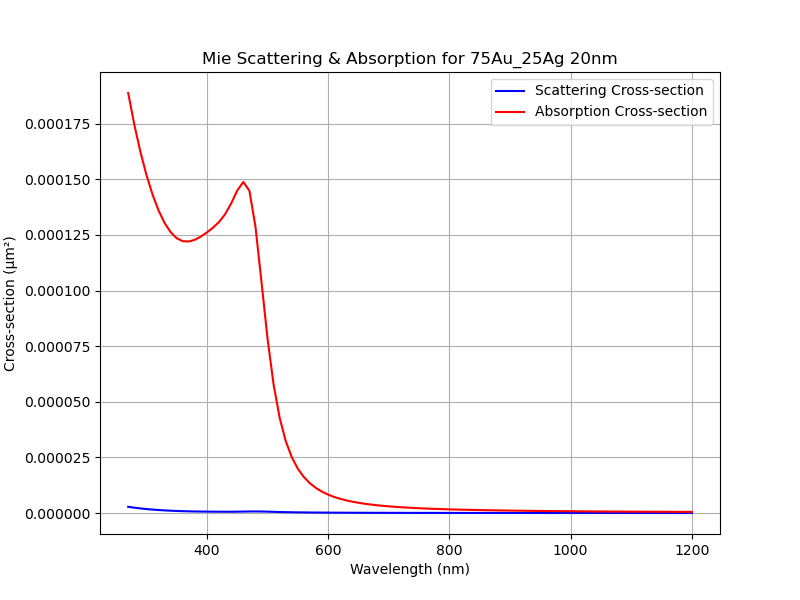 Mie Scattering & Absorption for 75Au_25Ag 20nm
Scattering Cross-section
Absorption Cross-section
Cross-section (μm²)
0.000175
0.000150
0.000125
0.000100
0.000075
0.000050
0.000025
0.000000
400 600 800 1000 1200
Wavelength (nm)